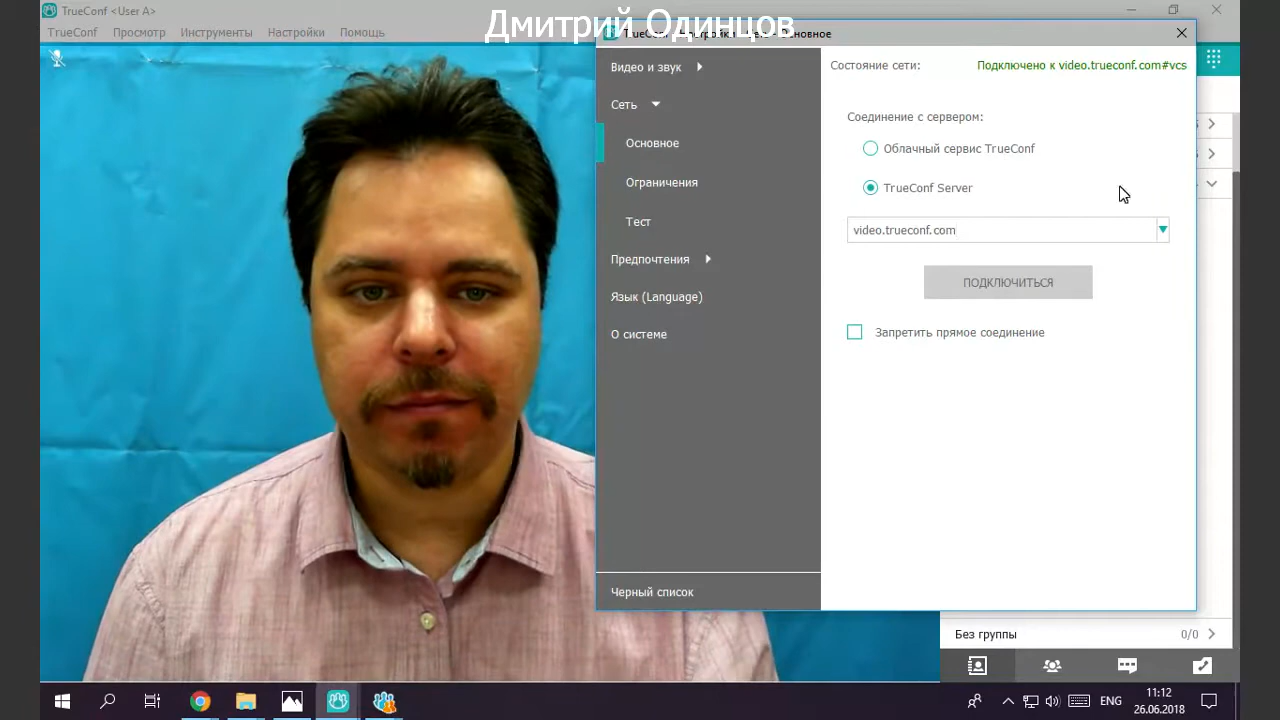 Дмитрий Одинцов
TrueConf <User A>
TrueConf Просмотр Инструменты Настройки Помощь
Основное
Видео и звук
Сеть
Основное
Ограничения
Тест
Предпочтения
Язык (Language)
О системе
Черный список
Состояние сети: Подключено к video.trueconf.com#vcs
Соединение с сервером:
Облачный сервис TrueConf
TrueConf Server
video.trueconf.com
ПОДКЛЮЧИТЬСЯ
Запретить прямое соединение
Без группы 0/0
ENG
11:12
26.06.2018